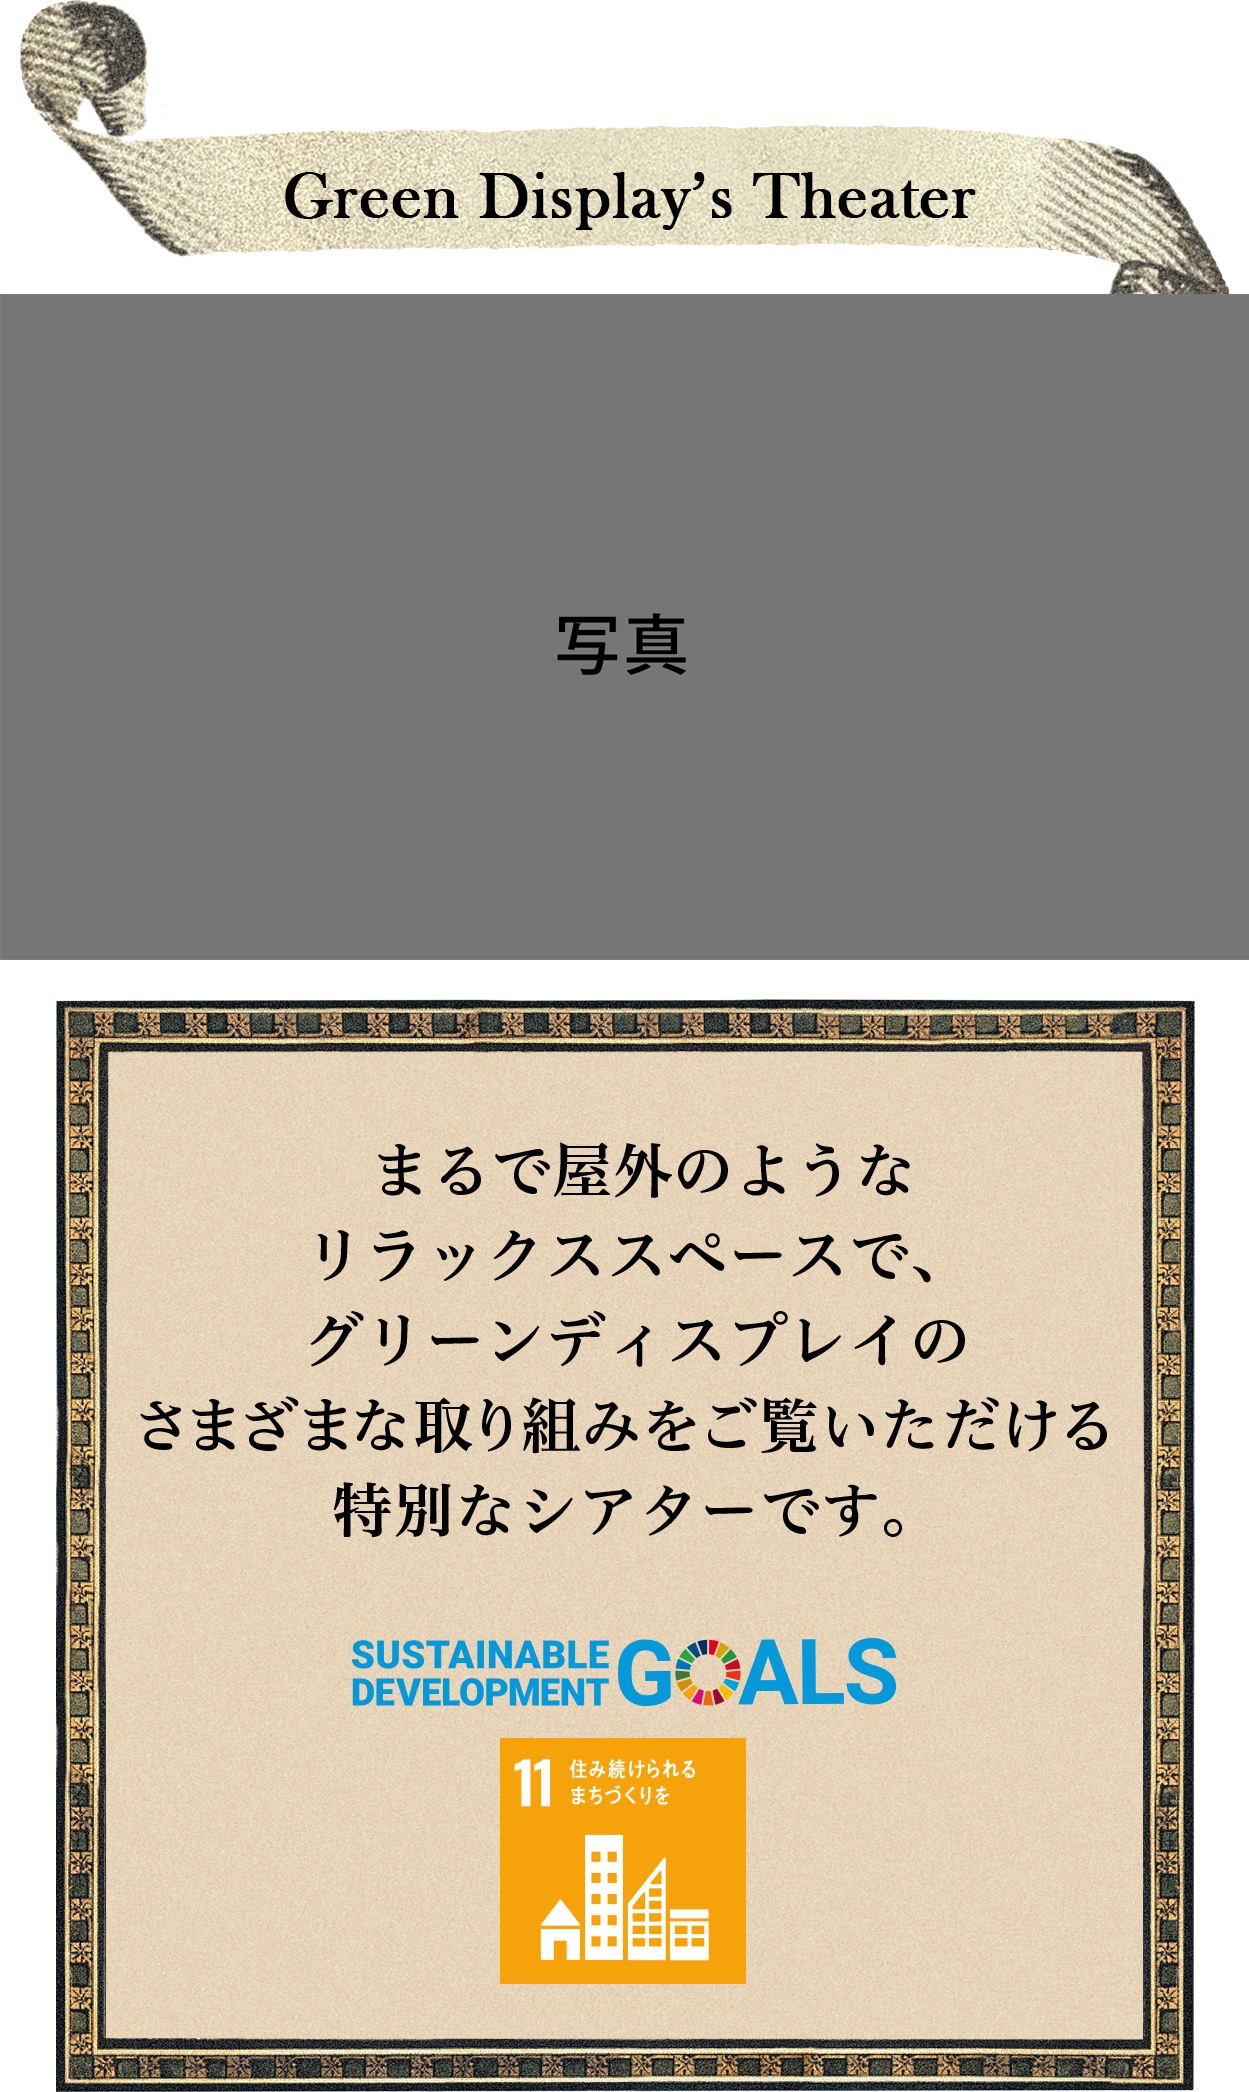 Green Display’s Theater
写真
まるで屋外のような
リラックススペースで、
グリーンディスプレイの
さまざまな取り組みをご覧いただける
特別なシアターです。
SUSTAINABLE
DEVELOPMENT GOALS
11 住み続けられる
まちづくりを